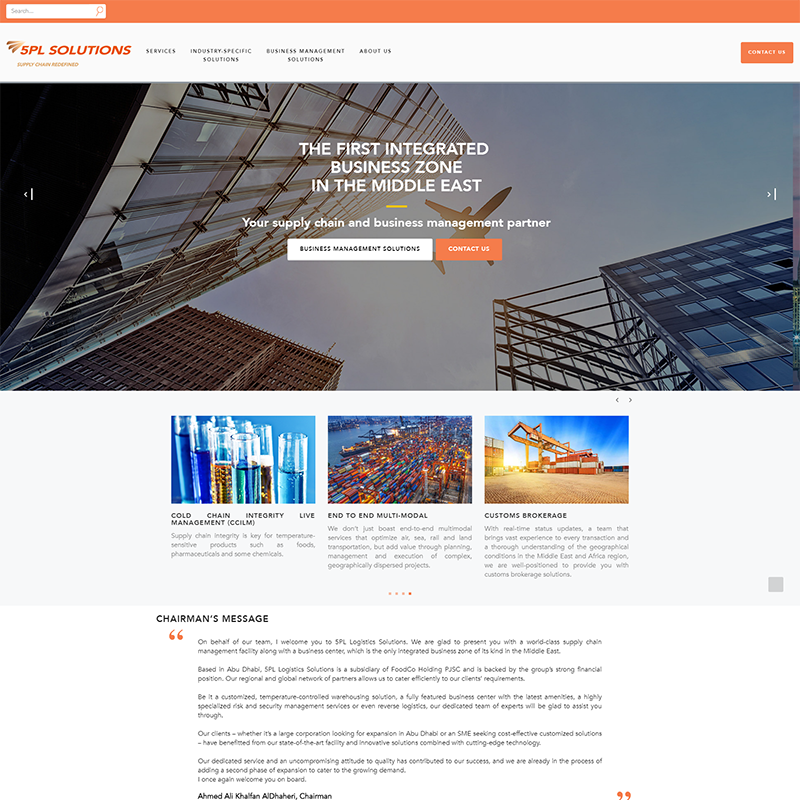 Search...
5PL SOLUTIONS
SUPPLY CHAIN REDEFINED
SERVICES
INDUSTRY-SPECIFIC
SOLUTIONS
BUSINESS MANAGEMENT
SOLUTIONS
ABOUT US
CONTACT US
THE FIRST INTEGRATED
BUSINESS ZONE
IN THE MIDDLE EAST
Your supply chain and business management partner
BUSINESS MANAGEMENT SOLUTIONS
CONTACT US
COLD CHAIN INTEGRITY LIVE
MANAGEMENT (CCILM)
Supply chain integrity is key for temperature-
sensitive products such as foods,
pharmaceuticals and some chemicals.
END TO END MULTI-MODAL
We don't just boast end-to-end multimodal
services that optimize air, sea, rail and land
transportation, but add value through planning,
management and execution of complex,
geographically dispersed projects.
CUSTOMS BROKERAGE
With real-time status updates, a team that
brings vast experience to every transaction and
a thorough understanding of the geographical
conditions in the Middle East and Africa region,
we are well-positioned to provide you with
customs brokerage solutions.
CHAIRMAN'S MESSAGE
“
On behalf of our team, I welcome you to 5PL Logistics Solutions. We are glad to present you with a world-class supply chain
management facility along with a business center, which is the only integrated business zone of its kind in the Middle East.
Based in Abu Dhabi, 5PL Logistics Solutions is a subsidiary of FoodCo Holding PJSC and is backed by the group's strong financial
position. Our regional and global network of partners allows us to cater efficiently to our clients' requirements.
Be it a customized, temperature-controlled warehousing solution, a fully featured business center with the latest amenities, a highly
specialized risk and security management services or even reverse logistics, our dedicated team of experts will be glad to assist you
through.
Our clients – whether it's a large corporation looking for expansion in Abu Dhabi or an SME seeking cost-effective customized solutions
– have benefitted from our state-of-the-art facility and innovative solutions combined with cutting-edge technology.
Our dedicated service and an uncompromising attitude to quality has contributed to our success, and we are already in the process of
adding a second phase of expansion to cater to the growing demand.
I once again welcome you on board.
Ahmed Ali Khalfan AlDhaheri, Chairman
”